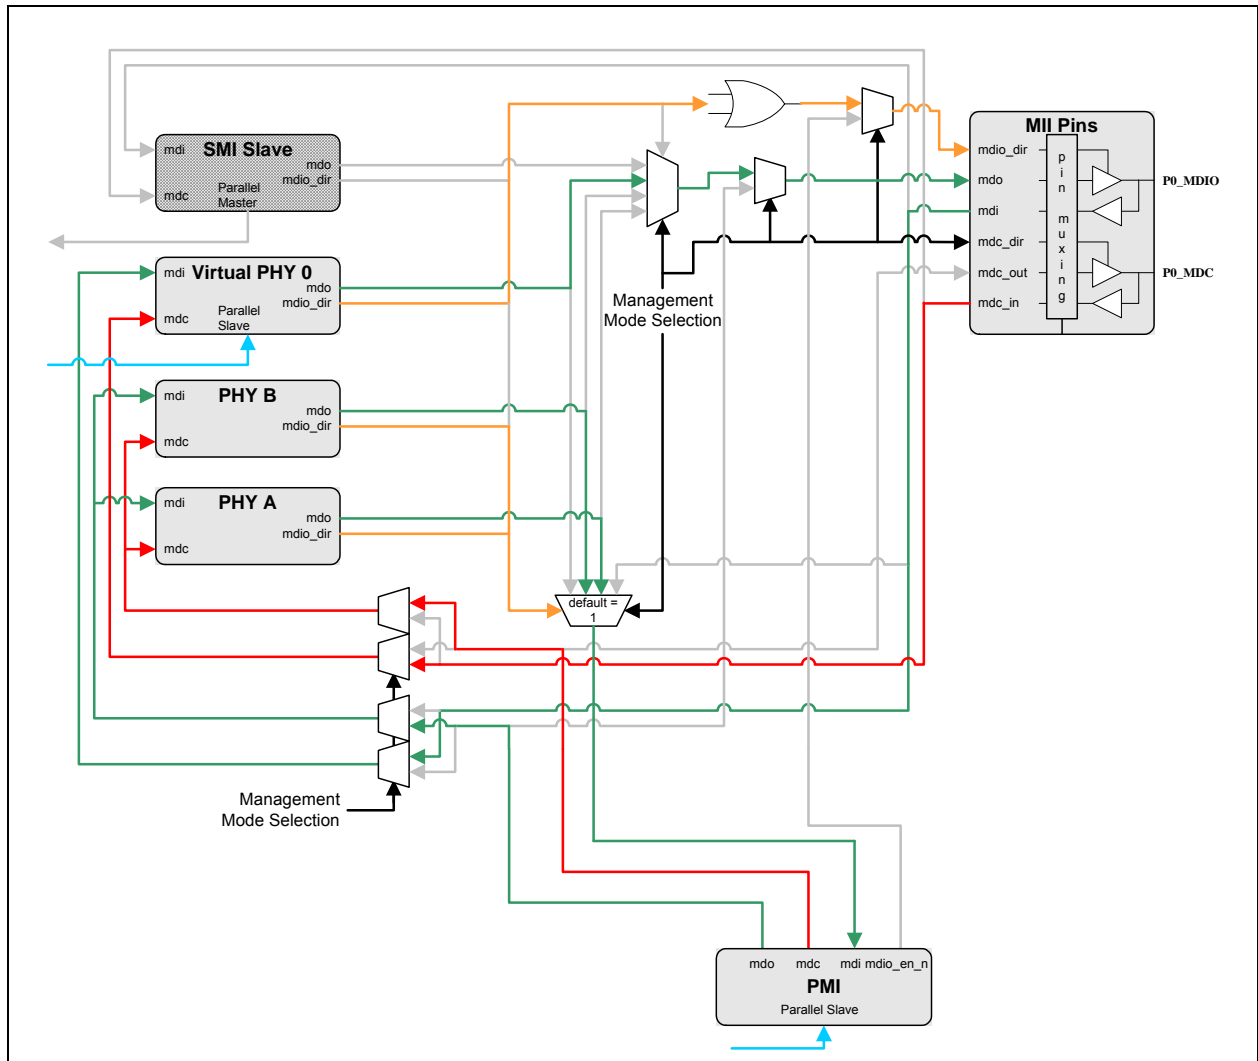 MII Pins
mdio_dir
mdo
mdi
mdc_dir
mdc_out
mdc_in
pin muxing
P0_MDIO
P0_MDC
SMI Slave
mdi
mdc
mdo
mdio_dir
Parallel
Master
Virtual PHY 0
mdi
mdc
mdo
mdio_dir
Parallel
Slave
Management
Mode Selection
PHY B
mdi
mdc
mdo
mdio_dir
PHY A
mdi
mdc
mdo
mdio_dir
default =
1
Management
Mode Selection
mdo
mdc
mdi
mdio_en_n
PMI
Parallel Slave